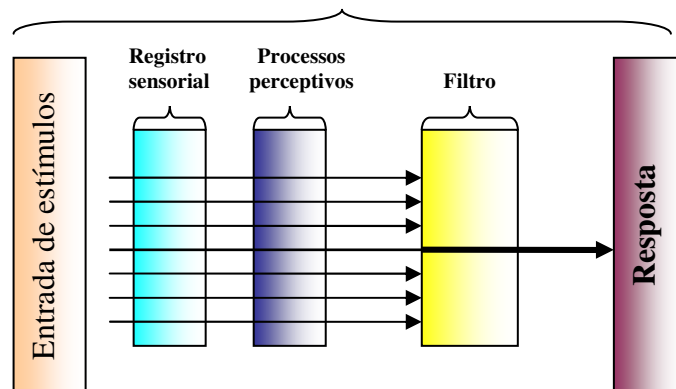 Registro
sensorial
Processos
perceptivos
Filtro
Entrada de estímulos
Resposta